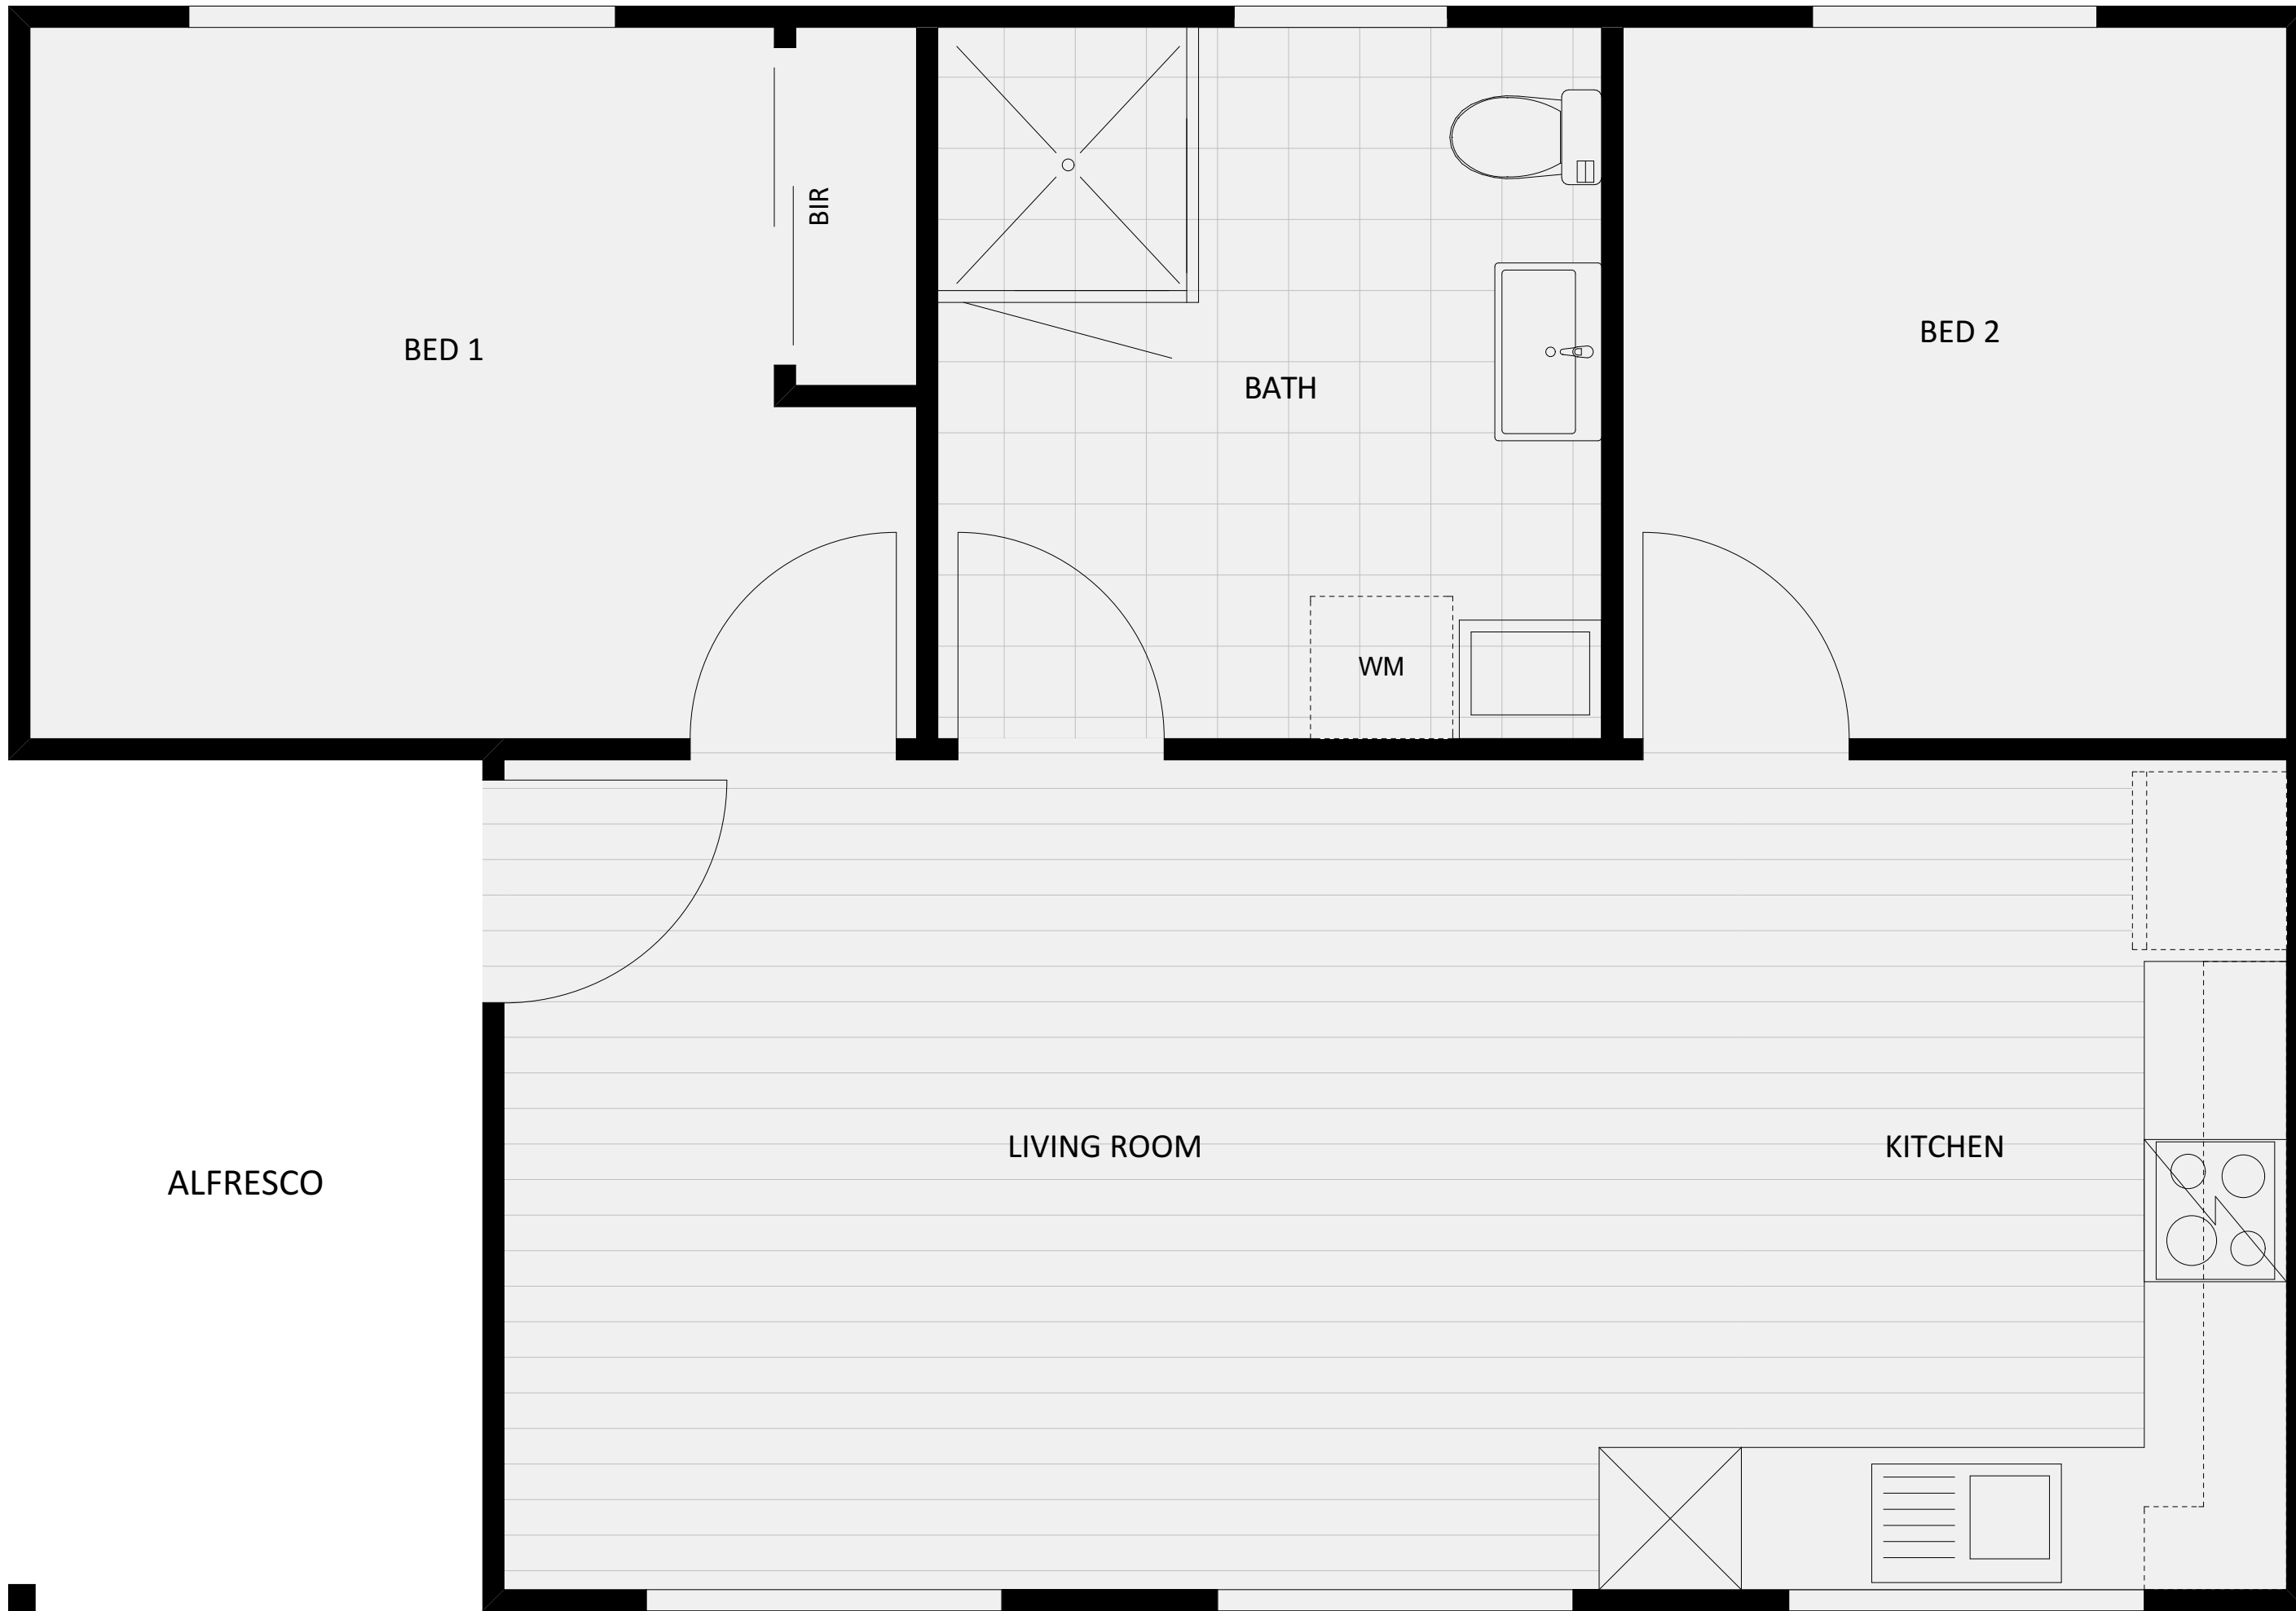 BIR
BED 1
BED 2
BATH
WM
LIVING ROOM
KITCHEN
ALFRESCO